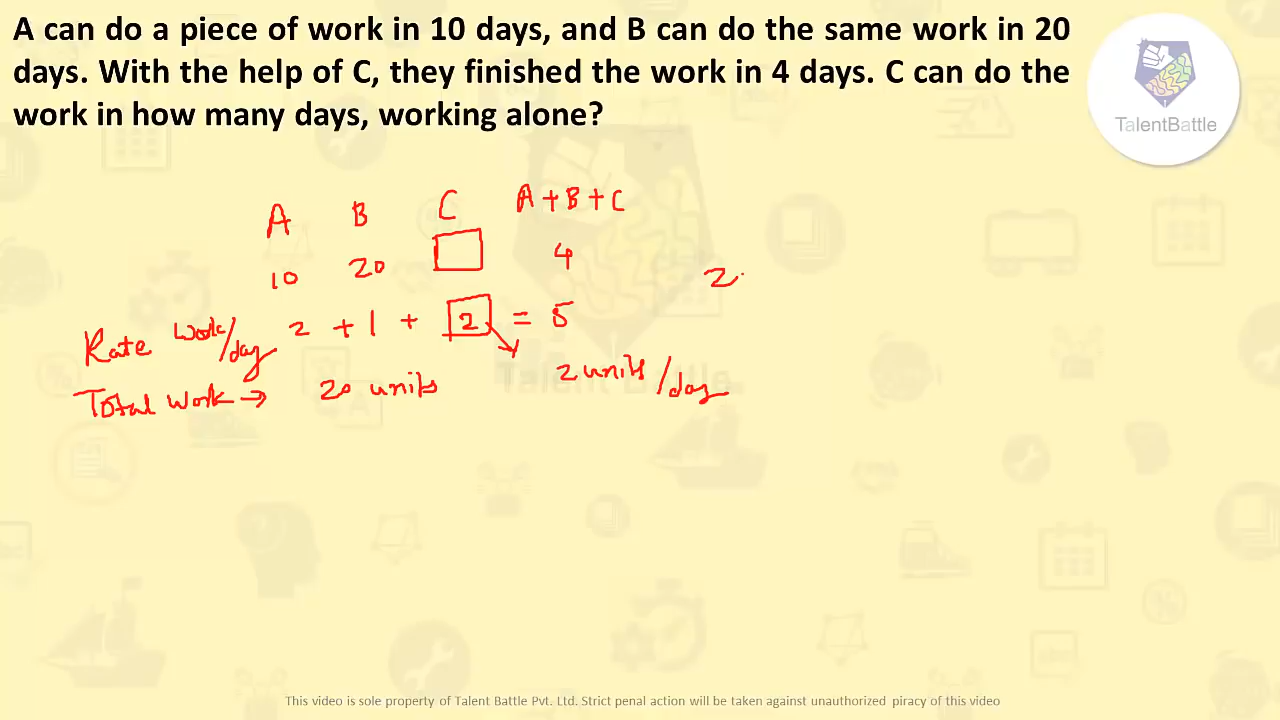 A can do a piece of work in 10 days, and B can do the same work in 20
days. With the help of C, they finished the work in 4 days. C can do the
work in how many days, working alone?
TalentBattle
A B C A + B + C
10 20 4
2
Rate work/day 2 + 1 + 2 = 5
Total work → 20 units 2 units/day
Talent Battle
This video is sole property of Talent Battle Pvt. Ltd. Strict penal action will be taken against unauthorized piracy of this video